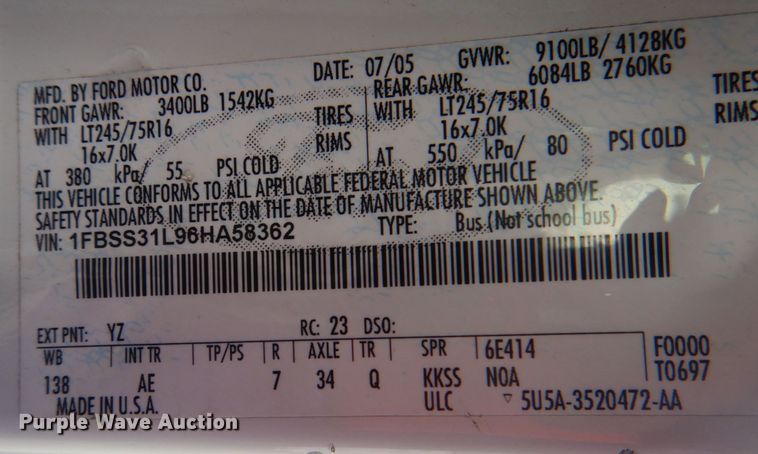 MFD. BY FORD MOTOR CO. DATE: 07/05 GVWR: 9100LB/ 4128KG
FRONT GAWR: 3400LB 1542KG REAR GAWR: 6084LB 2760KG
WITH LT245/75R16 TIRES WITH LT245/75R16 TIRES
16x7.0K RIMS 16x7.0K RIMS
AT 380 kPa/ 55 PSI COLD AT 550 kPa/ 80 PSI COLD
THIS VEHICLE CONFORMS TO ALL APPLICABLE FEDERAL MOTOR VEHICLE
SAFETY STANDARDS IN EFFECT ON THE DATE OF MANUFACTURE SHOWN ABOVE.
VIN: 1FBSS31L96HA58362 TYPE: Bus (Not school bus)
EXT PNT: YZ RC: 23 DSO:
WB INT TR TP/PS R AXLE TR SPR 6E414 F0000
138 AE 7 34 Q KKSS NOA T0697
MADE IN U.S.A. ULC ▽ 5U5A-3520472-AA
Purple Wave Auction